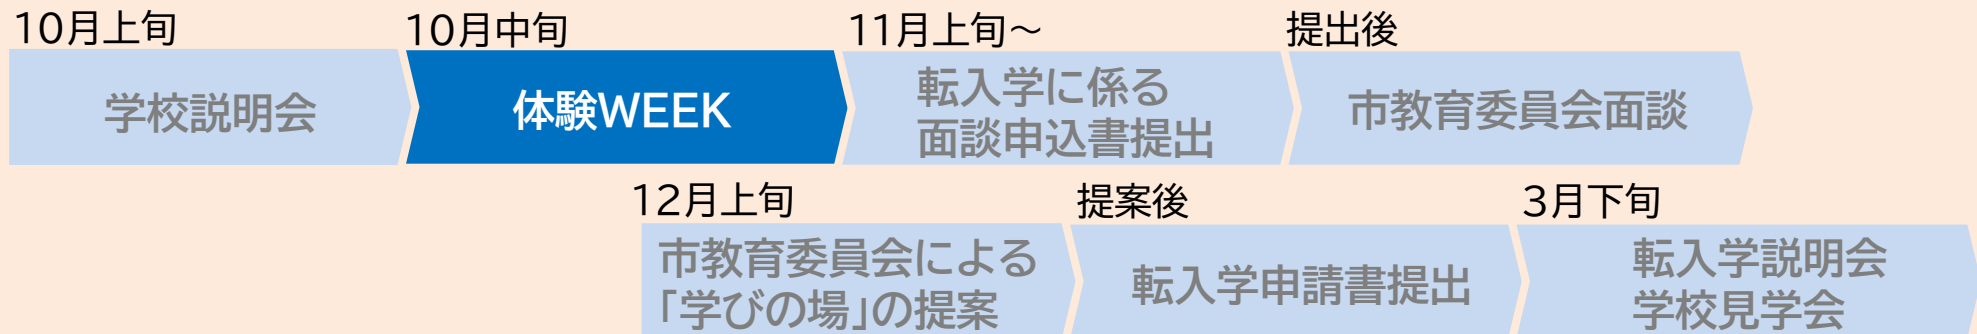 10月上旬
学校説明会
10月中旬
体験WEEK
11月上旬～
転入学に係る
面談申込書提出
提出後
市教育委員会面談
12月上旬
市教育委員会による
「学びの場」の提案
提案後
転入学申請書提出
3月下旬
転入学説明会
学校見学会